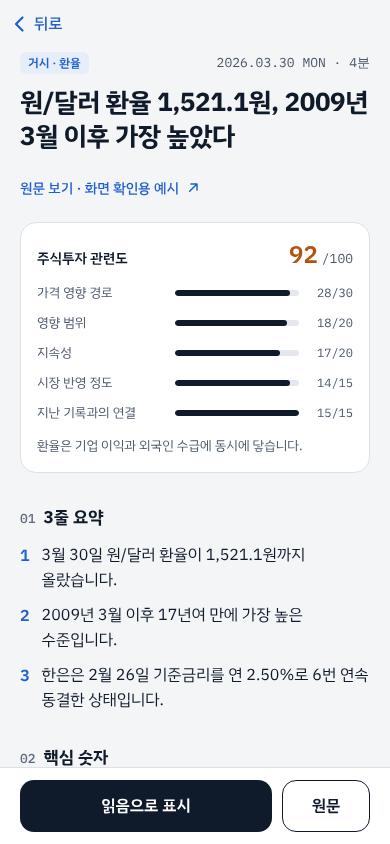 뒤로
거시 · 환율
2026.03.30 MON · 4분
원/달러 환율 1,521.1원, 2009년
3월 이후 가장 높았다
원문 보기 · 화면 확인용 예시
주식투자 관련도
92 /100
가격 영향 경로 28/30
영향 범위 18/20
지속성 17/20
시장 반영 정도 14/15
지난 기록과의 연결 15/15
환율은 기업 이익과 외국인 수급에 동시에 닿습니다.
01 3줄 요약
1 3월 30일 원/달러 환율이 1,521.1원까지
올랐습니다.
2 2009년 3월 이후 17년여 만에 가장 높은
수준입니다.
3 한은은 2월 26일 기준금리를 연 2.50%로 6번 연속
동결한 상태입니다.
02 핵심 숫자
읽음으로 표시
원문